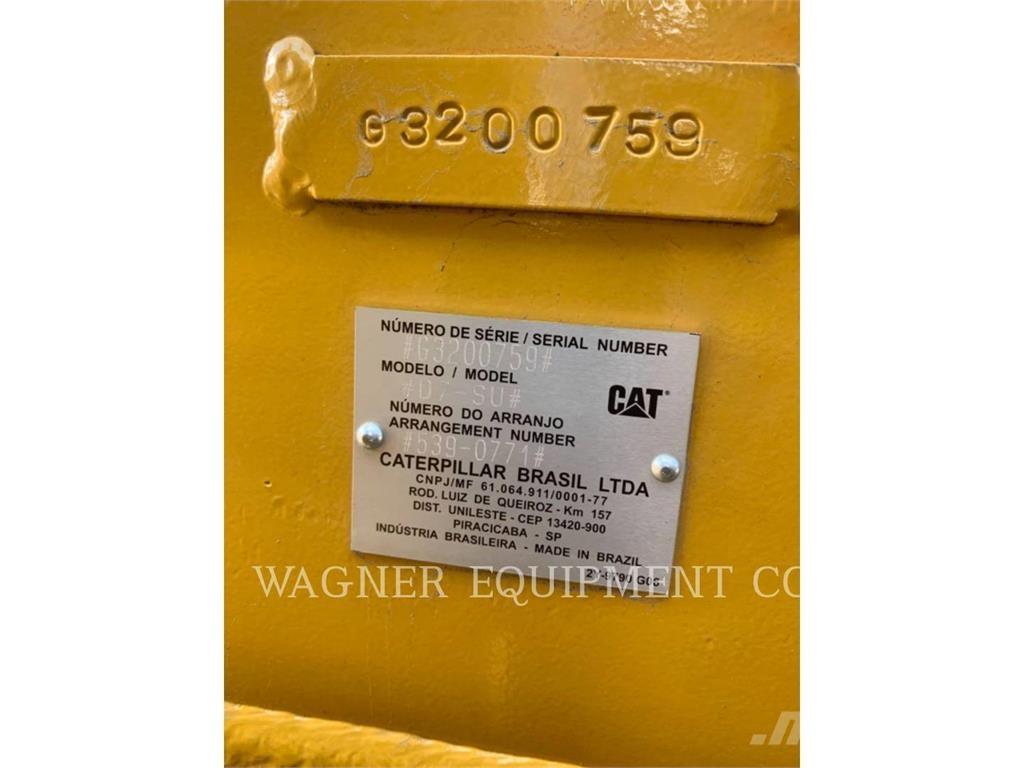 G3200759
NÚMERO DE SÉRIE / SERIAL NUMBER
#G3200759#
MODELO / MODEL
#D7-SU#
CAT
NÚMERO DO ARRANJO
ARRANGEMENT NUMBER
#539-0771#
CATERPILLAR BRASIL LTDA
CNPJ/MF 61.064.911/0001-77
ROD. LUIZ DE QUEIROZ - Km 157
DIST. UNILESTE - CEP 13420-900
PIRACICABA - SP
INDÚSTRIA BRASILEIRA - MADE IN BRAZIL
WAGNER EQUIPMENT CO